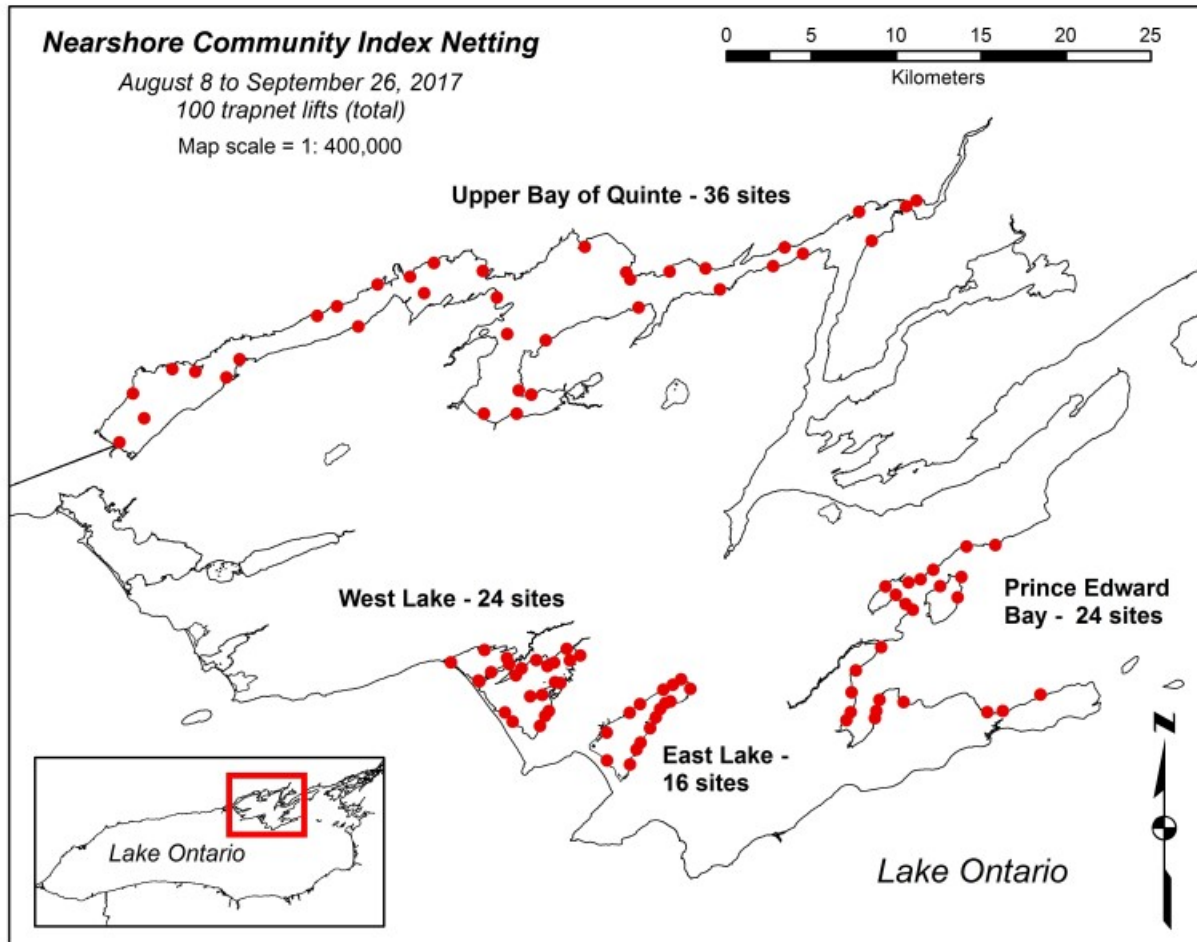 Nearshore Community Index Netting
August 8 to September 26, 2017
100 trapnet lifts (total)
Map scale = 1: 400,000
0 5 10 15 20 25
Kilometers
Upper Bay of Quinte - 36 sites
West Lake - 24 sites
Prince Edward
Bay - 24 sites
East Lake -
16 sites
Lake Ontario
Lake Ontario
N